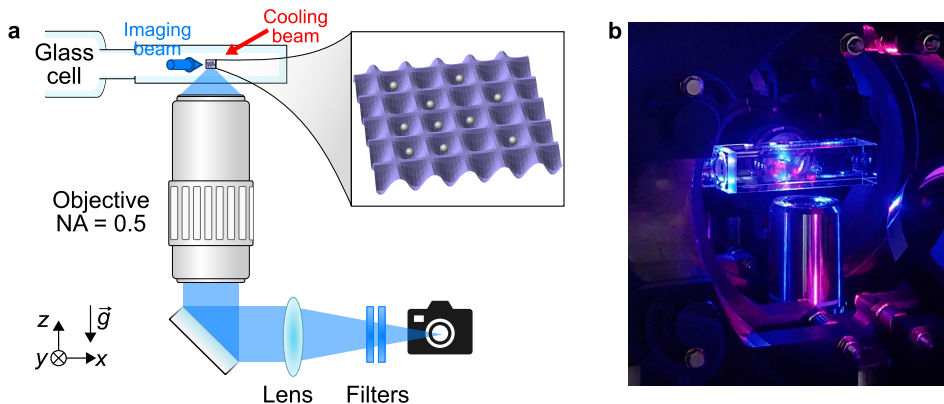 a
Imaging
beam
Cooling
beam
Glass
cell
Objective
NA = 0.5
z
g
y
x
Lens
Filters
b